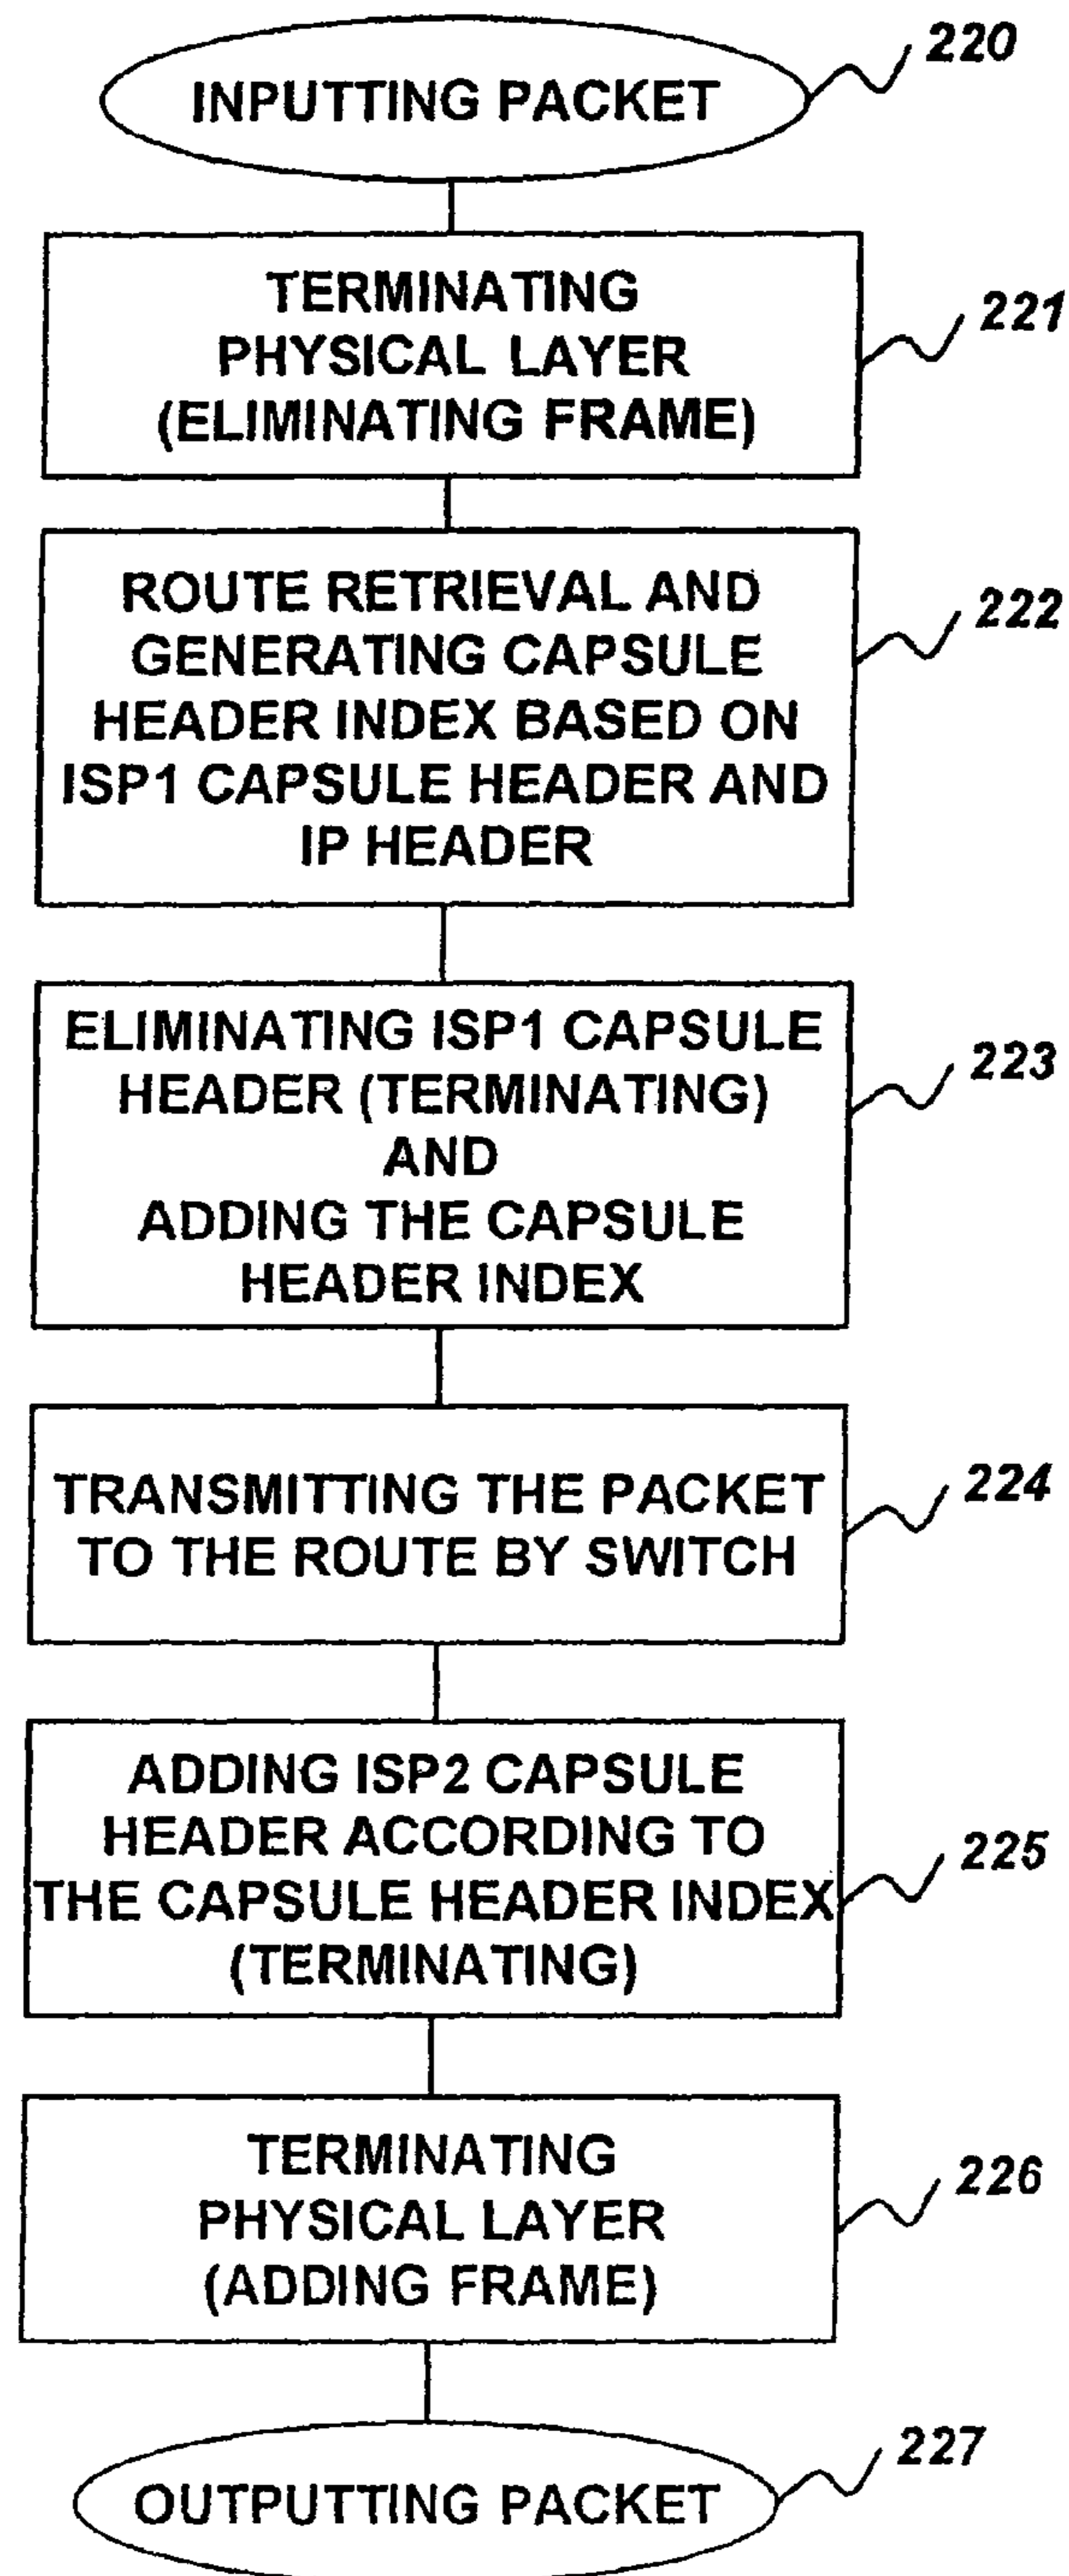 INPUTTING PACKET
220
TERMINATING
PHYSICAL LAYER
(ELIMINATING FRAME)
221
ROUTE RETRIEVAL AND
GENERATING CAPSULE
HEADER INDEX BASED ON
ISP1 CAPSULE HEADER AND
IP HEADER
222
ELIMINATING ISP1 CAPSULE
HEADER (TERMINATING)
AND
ADDING THE CAPSULE
HEADER INDEX
223
TRANSMITTING THE PACKET
TO THE ROUTE BY SWITCH
224
ADDING ISP2 CAPSULE
HEADER ACCORDING TO
THE CAPSULE HEADER INDEX
(TERMINATING)
225
TERMINATING
PHYSICAL LAYER
(ADDING FRAME)
226
OUTPUTTING PACKET
227